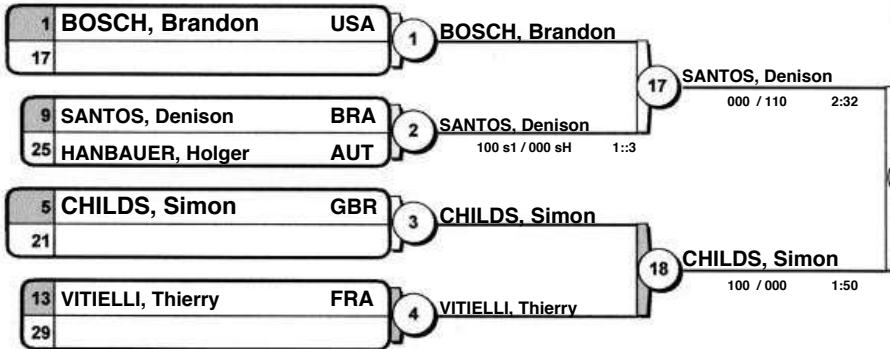 1 BOSCH, Brandon USA
17
1 BOSCH, Brandon
17 SANTOS, Denison
000 / 110 2:32
9 SANTOS, Denison BRA
25 HANBAUER, Holger AUT
2 SANTOS, Denison
100 s1 / 000 sH 1::3
5 CHILDS, Simon GBR
21
3 CHILDS, Simon
18 CHILDS, Simon
100 / 000 1:50
13 VITIELLI, Thierry FRA
29
4 VITIELLI, Thierry